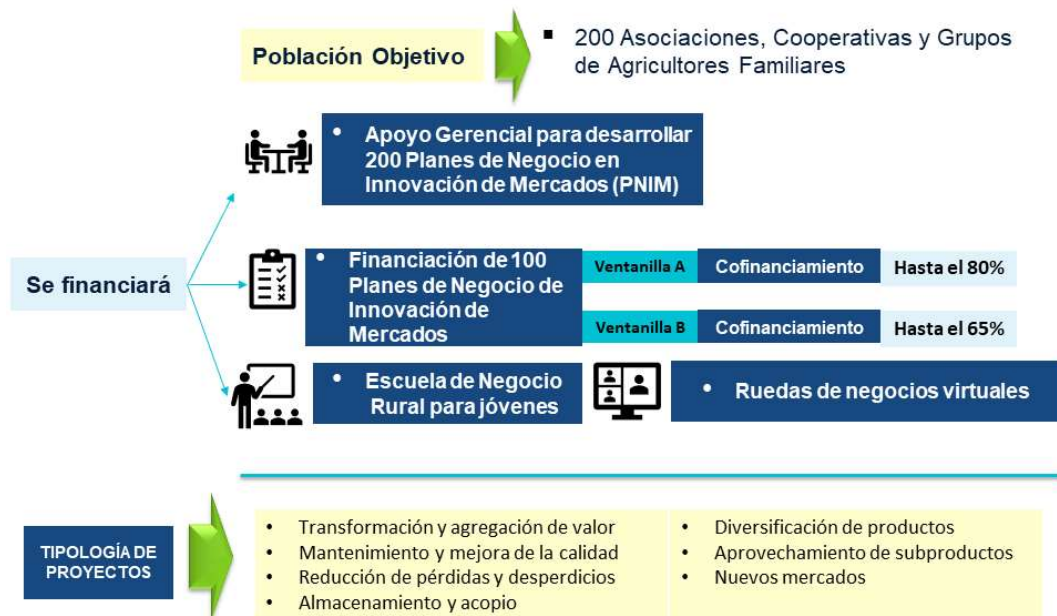 Población Objetivo
▪ 200 Asociaciones, Cooperativas y Grupos
de Agricultores Familiares
• Apoyo Gerencial para desarrollar
200 Planes de Negocio en
Innovación de Mercados (PNIM)
Se financiará
• Financiación de 100
Planes de Negocio de
Innovación de
Mercados
Ventanilla A Cofinanciamiento Hasta el 80%
Ventanilla B Cofinanciamiento Hasta el 65%
• Escuela de Negocio
Rural para jóvenes
• Ruedas de negocios virtuales
TIPOLOGÍA DE
PROYECTOS
• Transformación y agregación de valor
• Mantenimiento y mejora de la calidad
• Reducción de pérdidas y desperdicios
• Almacenamiento y acopio
• Diversificación de productos
• Aprovechamiento de subproductos
• Nuevos mercados